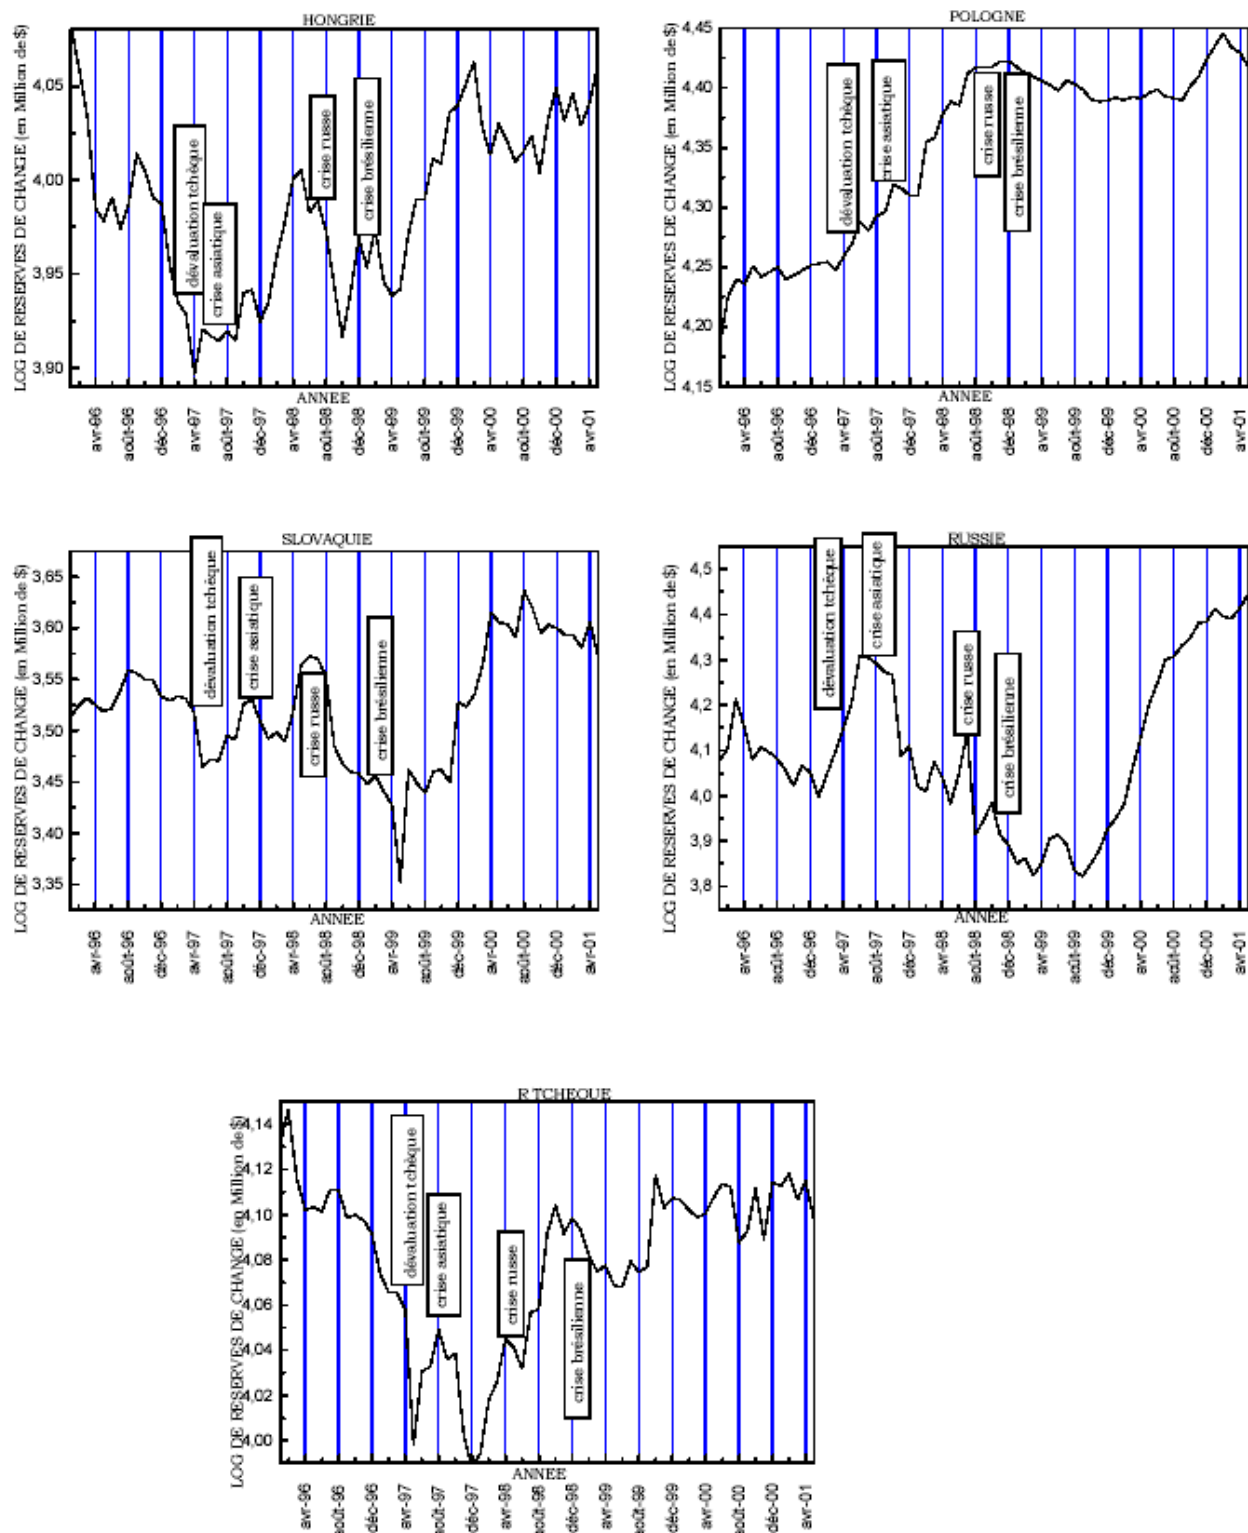 HONGRIE
LOG DE RESERVES DE CHANGE (en Million de $)
4,05
4,00
3,95
3,90
dévaluation tchèque
crise asiatique
crise russe
crise brésilienne
ANNEE
avr-96
août-96
déc-96
avr-97
août-97
déc-97
avr-98
août-98
déc-98
avr-99
août-99
déc-99
avr-00
août-00
déc-00
avr-01
POLOGNE
LOG DE RESERVES DE CHANGE (en Million de $)
4,45
4,40
4,35
4,30
4,25
4,20
4,15
dévaluation tchèque
crise asiatique
crise russe
crise brésilienne
ANNEE
avr-96
août-96
déc-96
avr-97
août-97
déc-97
avr-98
août-98
déc-98
avr-99
août-99
déc-99
avr-00
août-00
déc-00
avr-01
SLOVAQUIE
LOG DE RESERVES DE CHANGE (en Million de $)
3,65
3,60
3,55
3,50
3,45
3,40
3,35
dévaluation tchèque
crise asiatique
crise russe
crise brésilienne
ANNEE
avr-96
août-96
déc-96
avr-97
août-97
déc-97
avr-98
août-98
déc-98
avr-99
août-99
déc-99
avr-00
août-00
déc-00
avr-01
RUSSIE
LOG DE RESERVES DE CHANGE (en Million de $)
4,5
4,4
4,3
4,2
4,1
4,0
3,9
3,8
dévaluation tchèque
crise asiatique
crise russe
crise brésilienne
ANNEE
avr-96
août-96
déc-96
avr-97
août-97
déc-97
avr-98
août-98
déc-98
avr-99
août-99
déc-99
avr-00
août-00
déc-00
avr-01
R TCHEQUE
LOG DE RESERVES DE CHANGE (en Million de $)
4,14
4,12
4,10
4,08
4,06
4,04
4,02
4,00
dévaluation tchèque
crise asiatique
crise russe
crise brésilienne
ANNEE
avr-96
août-96
déc-96
avr-97
août-97
déc-97
avr-98
août-98
déc-98
avr-99
août-99
déc-99
avr-00
août-00
déc-00
avr-01